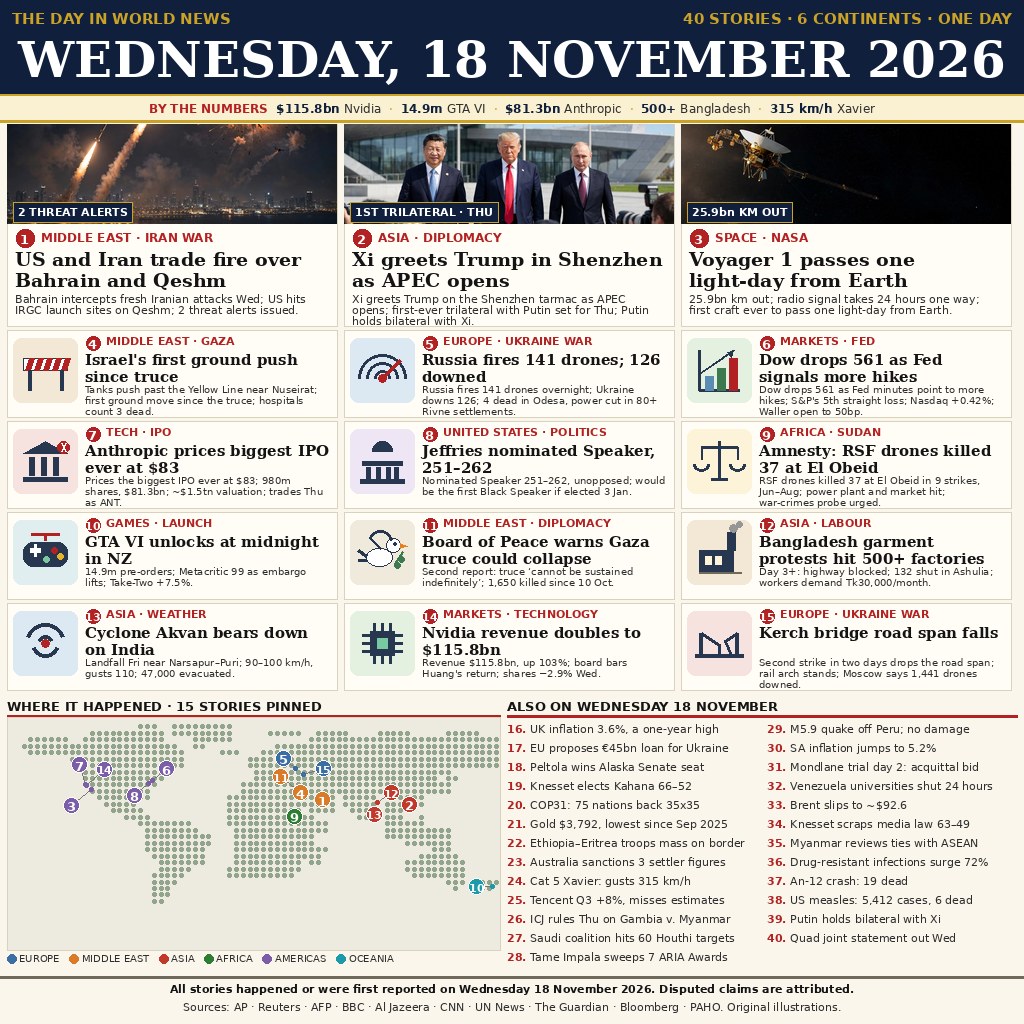 THE DAY IN WORLD NEWS
40 STORIES · 6 CONTINENTS · ONE DAY
WEDNESDAY, 18 NOVEMBER 2026
BY THE NUMBERS $115.8bn Nvidia · 14.9m GTA VI · $81.3bn Anthropic · 500+ Bangladesh · 315 km/h Xavier
2 THREAT ALERTS
1 MIDDLE EAST · IRAN WAR
US and Iran trade fire over
Bahrain and Qeshm
Bahrain intercepts fresh Iranian attacks Wed; US hits
IRGC launch sites on Qeshm; 2 threat alerts issued.
1ST TRILATERAL · THU
2 ASIA · DIPLOMACY
Xi greets Trump in Shenzhen
as APEC opens
Xi greets Trump on the Shenzhen tarmac as APEC
opens; first-ever trilateral with Putin set for Thu; Putin
holds bilateral with Xi.
25.9bn KM OUT
3 SPACE · NASA
Voyager 1 passes one
light-day from Earth
25.9bn km out; radio signal takes 24 hours one way;
first craft ever to pass one light-day from Earth.
4 MIDDLE EAST · GAZA
Israel's first ground push
since truce
Tanks push past the Yellow Line near Nuseirat;
first ground move since the truce; hospitals
count 3 dead.
5 EUROPE · UKRAINE WAR
Russia fires 141 drones; 126
downed
Russia fires 141 drones overnight; Ukraine
downs 126; 4 dead in Odesa, power cut in 80+
Rivne settlements.
6 MARKETS · FED
Dow drops 561 as Fed
signals more hikes
Dow drops 561 as Fed minutes point to more
hikes; S&P's 5th straight loss; Nasdaq +0.42%;
Waller open to 50bp.
7 TECH · IPO
Anthropic prices biggest IPO
ever at $83
Prices the biggest IPO ever at $83; 980m
shares, $81.3bn; ~$1.5tn valuation; trades Thu
as ANT.
8 UNITED STATES · POLITICS
Jeffries nominated Speaker,
251–262
Nominated Speaker 251–262, unopposed; would
be the first Black Speaker if elected 3 Jan.
9 AFRICA · SUDAN
Amnesty: RSF drones killed
37 at El Obeid
RSF drones killed 37 at El Obeid in 9 strikes,
Jun–Aug; power plant and market hit;
war-crimes probe urged.
10 GAMES · LAUNCH
GTA VI unlocks at midnight
in NZ
14.9m pre-orders; Metacritic 99 as embargo
lifts; Take-Two +7.5%.
11 MIDDLE EAST · DIPLOMACY
Board of Peace warns Gaza
truce could collapse
Second report: truce ‘cannot be sustained
indefinitely’; 1,650 killed since 10 Oct.
12 ASIA · LABOUR
Bangladesh garment
protests hit 500+ factories
Day 3+: highway blocked; 132 shut in Ashulia;
workers demand Tk30,000/month.
13 ASIA · WEATHER
Cyclone Akvan bears down
on India
Landfall Fri near Narsapur–Puri; 90–100 km/h,
gusts 110; 47,000 evacuated.
14 MARKETS · TECHNOLOGY
Nvidia revenue doubles to
$115.8bn
Revenue $115.8bn, up 103%; board bars
Huang's return; shares −2.9% Wed.
15 EUROPE · UKRAINE WAR
Kerch bridge road span falls
Second strike in two days drops the road span;
rail arch stands; Moscow says 1,441 drones
downed.
WHERE IT HAPPENED · 15 STORIES PINNED
7 14 6 3 8 5 11 15 4 1 9 12 2 13 10
EUROPE MIDDLE EAST ASIA AFRICA AMERICAS OCEANIA
ALSO ON WEDNESDAY 18 NOVEMBER
16. UK inflation 3.6%, a one-year high
17. EU proposes €45bn loan for Ukraine
18. Peltola wins Alaska Senate seat
19. Knesset elects Kahana 66–52
20. COP31: 75 nations back 35x35
21. Gold $3,792, lowest since Sep 2025
22. Ethiopia–Eritrea troops mass on border
23. Australia sanctions 3 settler figures
24. Cat 5 Xavier: gusts 315 km/h
25. Tencent Q3 +8%, misses estimates
26. ICJ rules Thu on Gambia v. Myanmar
27. Saudi coalition hits 60 Houthi targets
28. Tame Impala sweeps 7 ARIA Awards
29. M5.9 quake off Peru; no damage
30. SA inflation jumps to 5.2%
31. Mondlane trial day 2: acquittal bid
32. Venezuela universities shut 24 hours
33. Brent slips to ~$92.6
34. Knesset scraps media law 63–49
35. Myanmar reviews ties with ASEAN
36. Drug-resistant infections surge 72%
37. An-12 crash: 19 dead
38. US measles: 5,412 cases, 6 dead
39. Putin holds bilateral with Xi
40. Quad joint statement out Wed
All stories happened or were first reported on Wednesday 18 November 2026. Disputed claims are attributed.
Sources: AP · Reuters · AFP · BBC · Al Jazeera · CNN · UN News · The Guardian · Bloomberg · PAHO. Original illustrations.